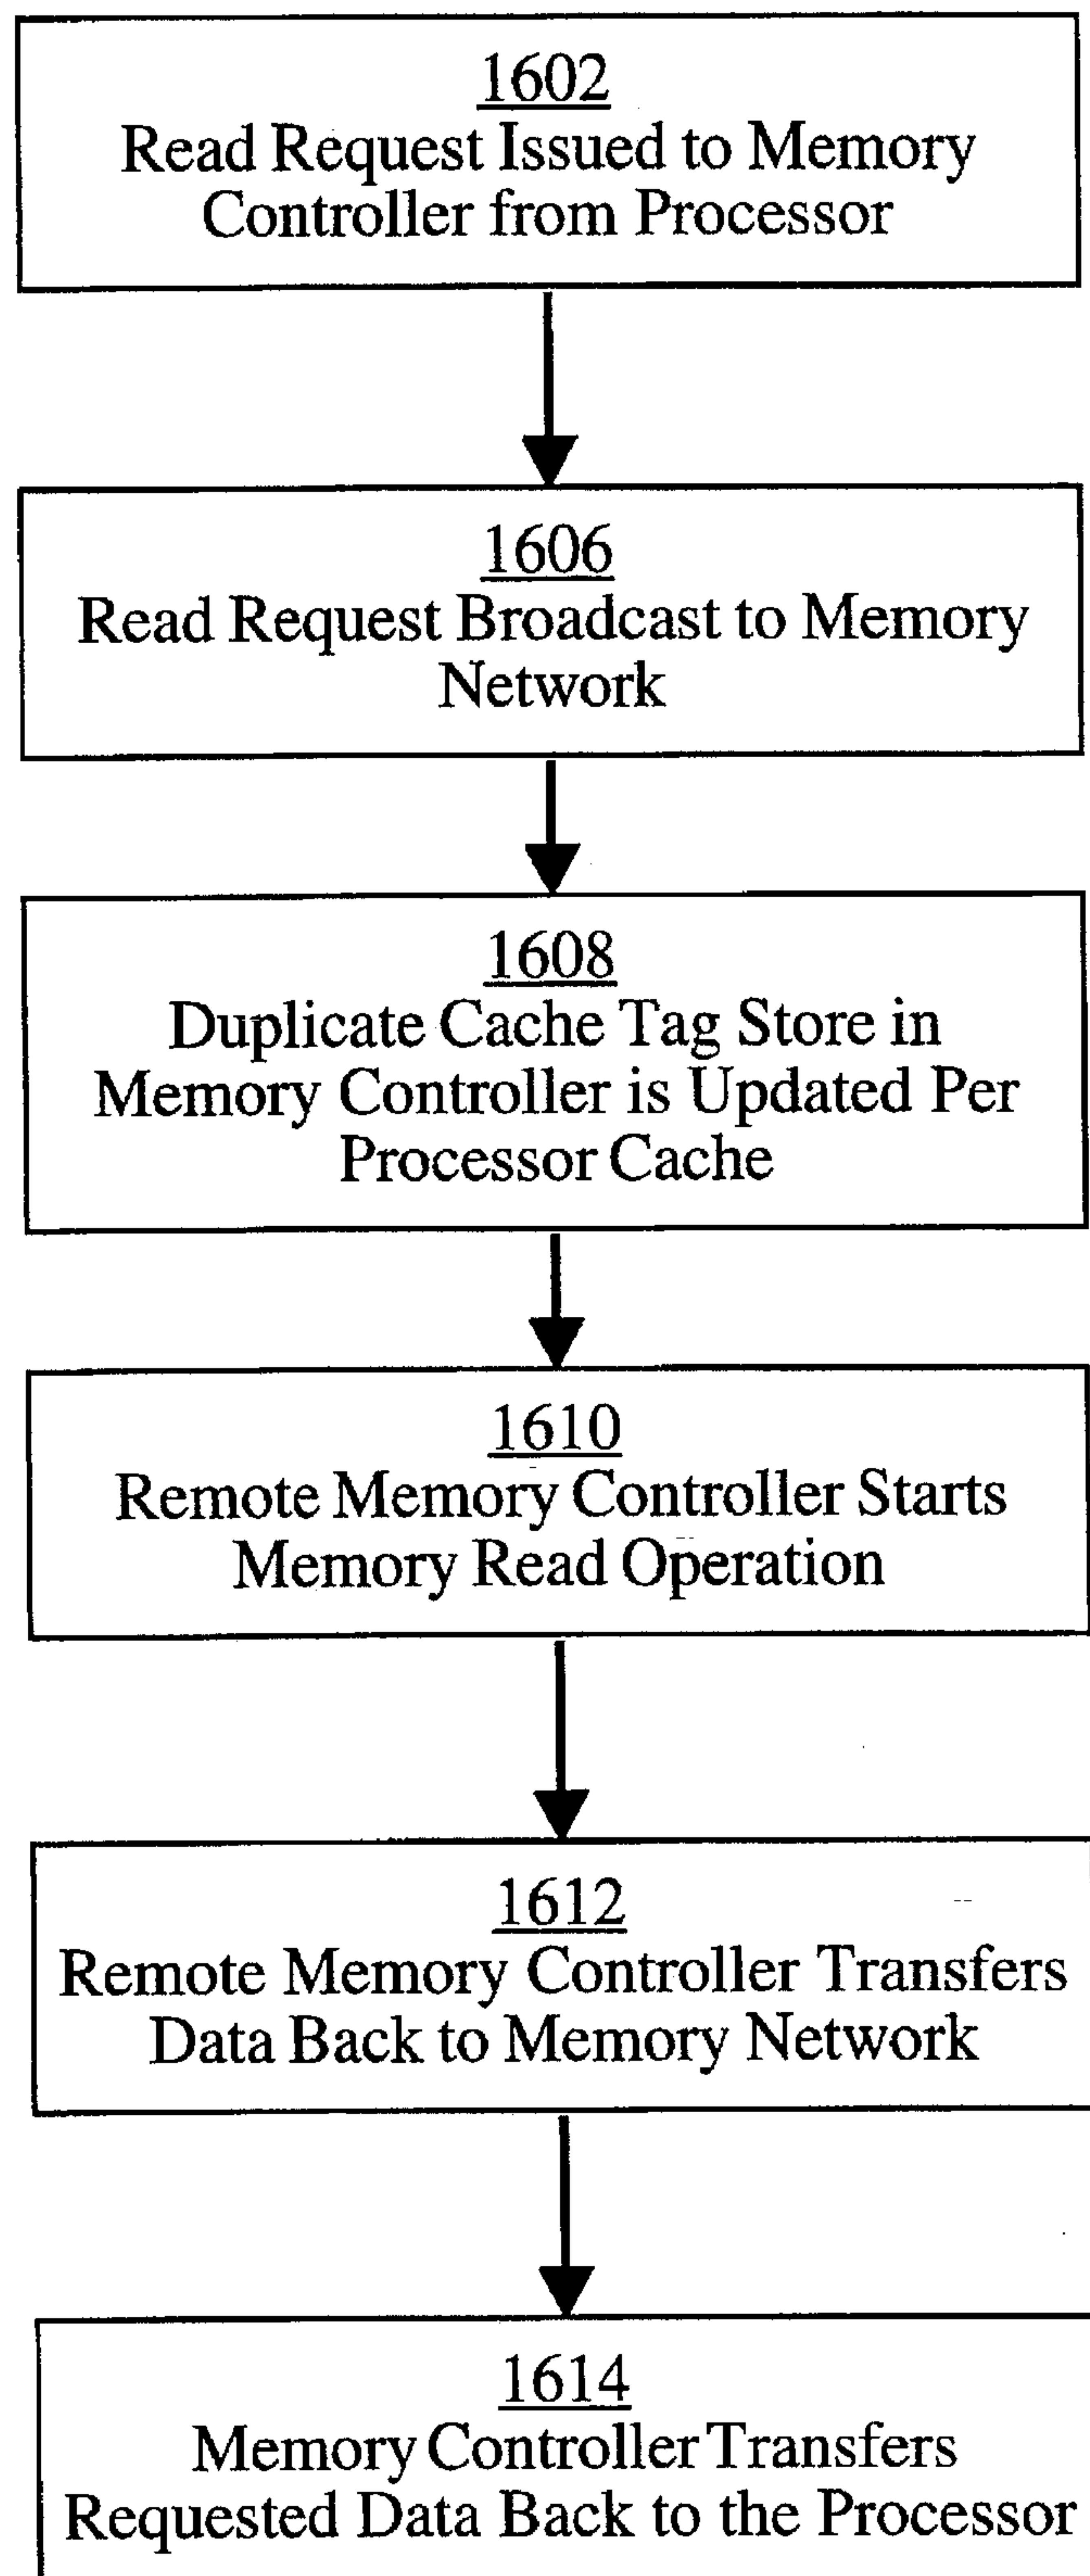 1602
Read Request Issued to Memory
Controller from Processor
1606
Read Request Broadcast to Memory
Network
1608
Duplicate Cache Tag Store in
Memory Controller is Updated Per
Processor Cache
1610
Remote Memory Controller Starts
Memory Read Operation
1612
Remote Memory Controller Transfers
Data Back to Memory Network
1614
Memory Controller Transfers
Requested Data Back to the Processor